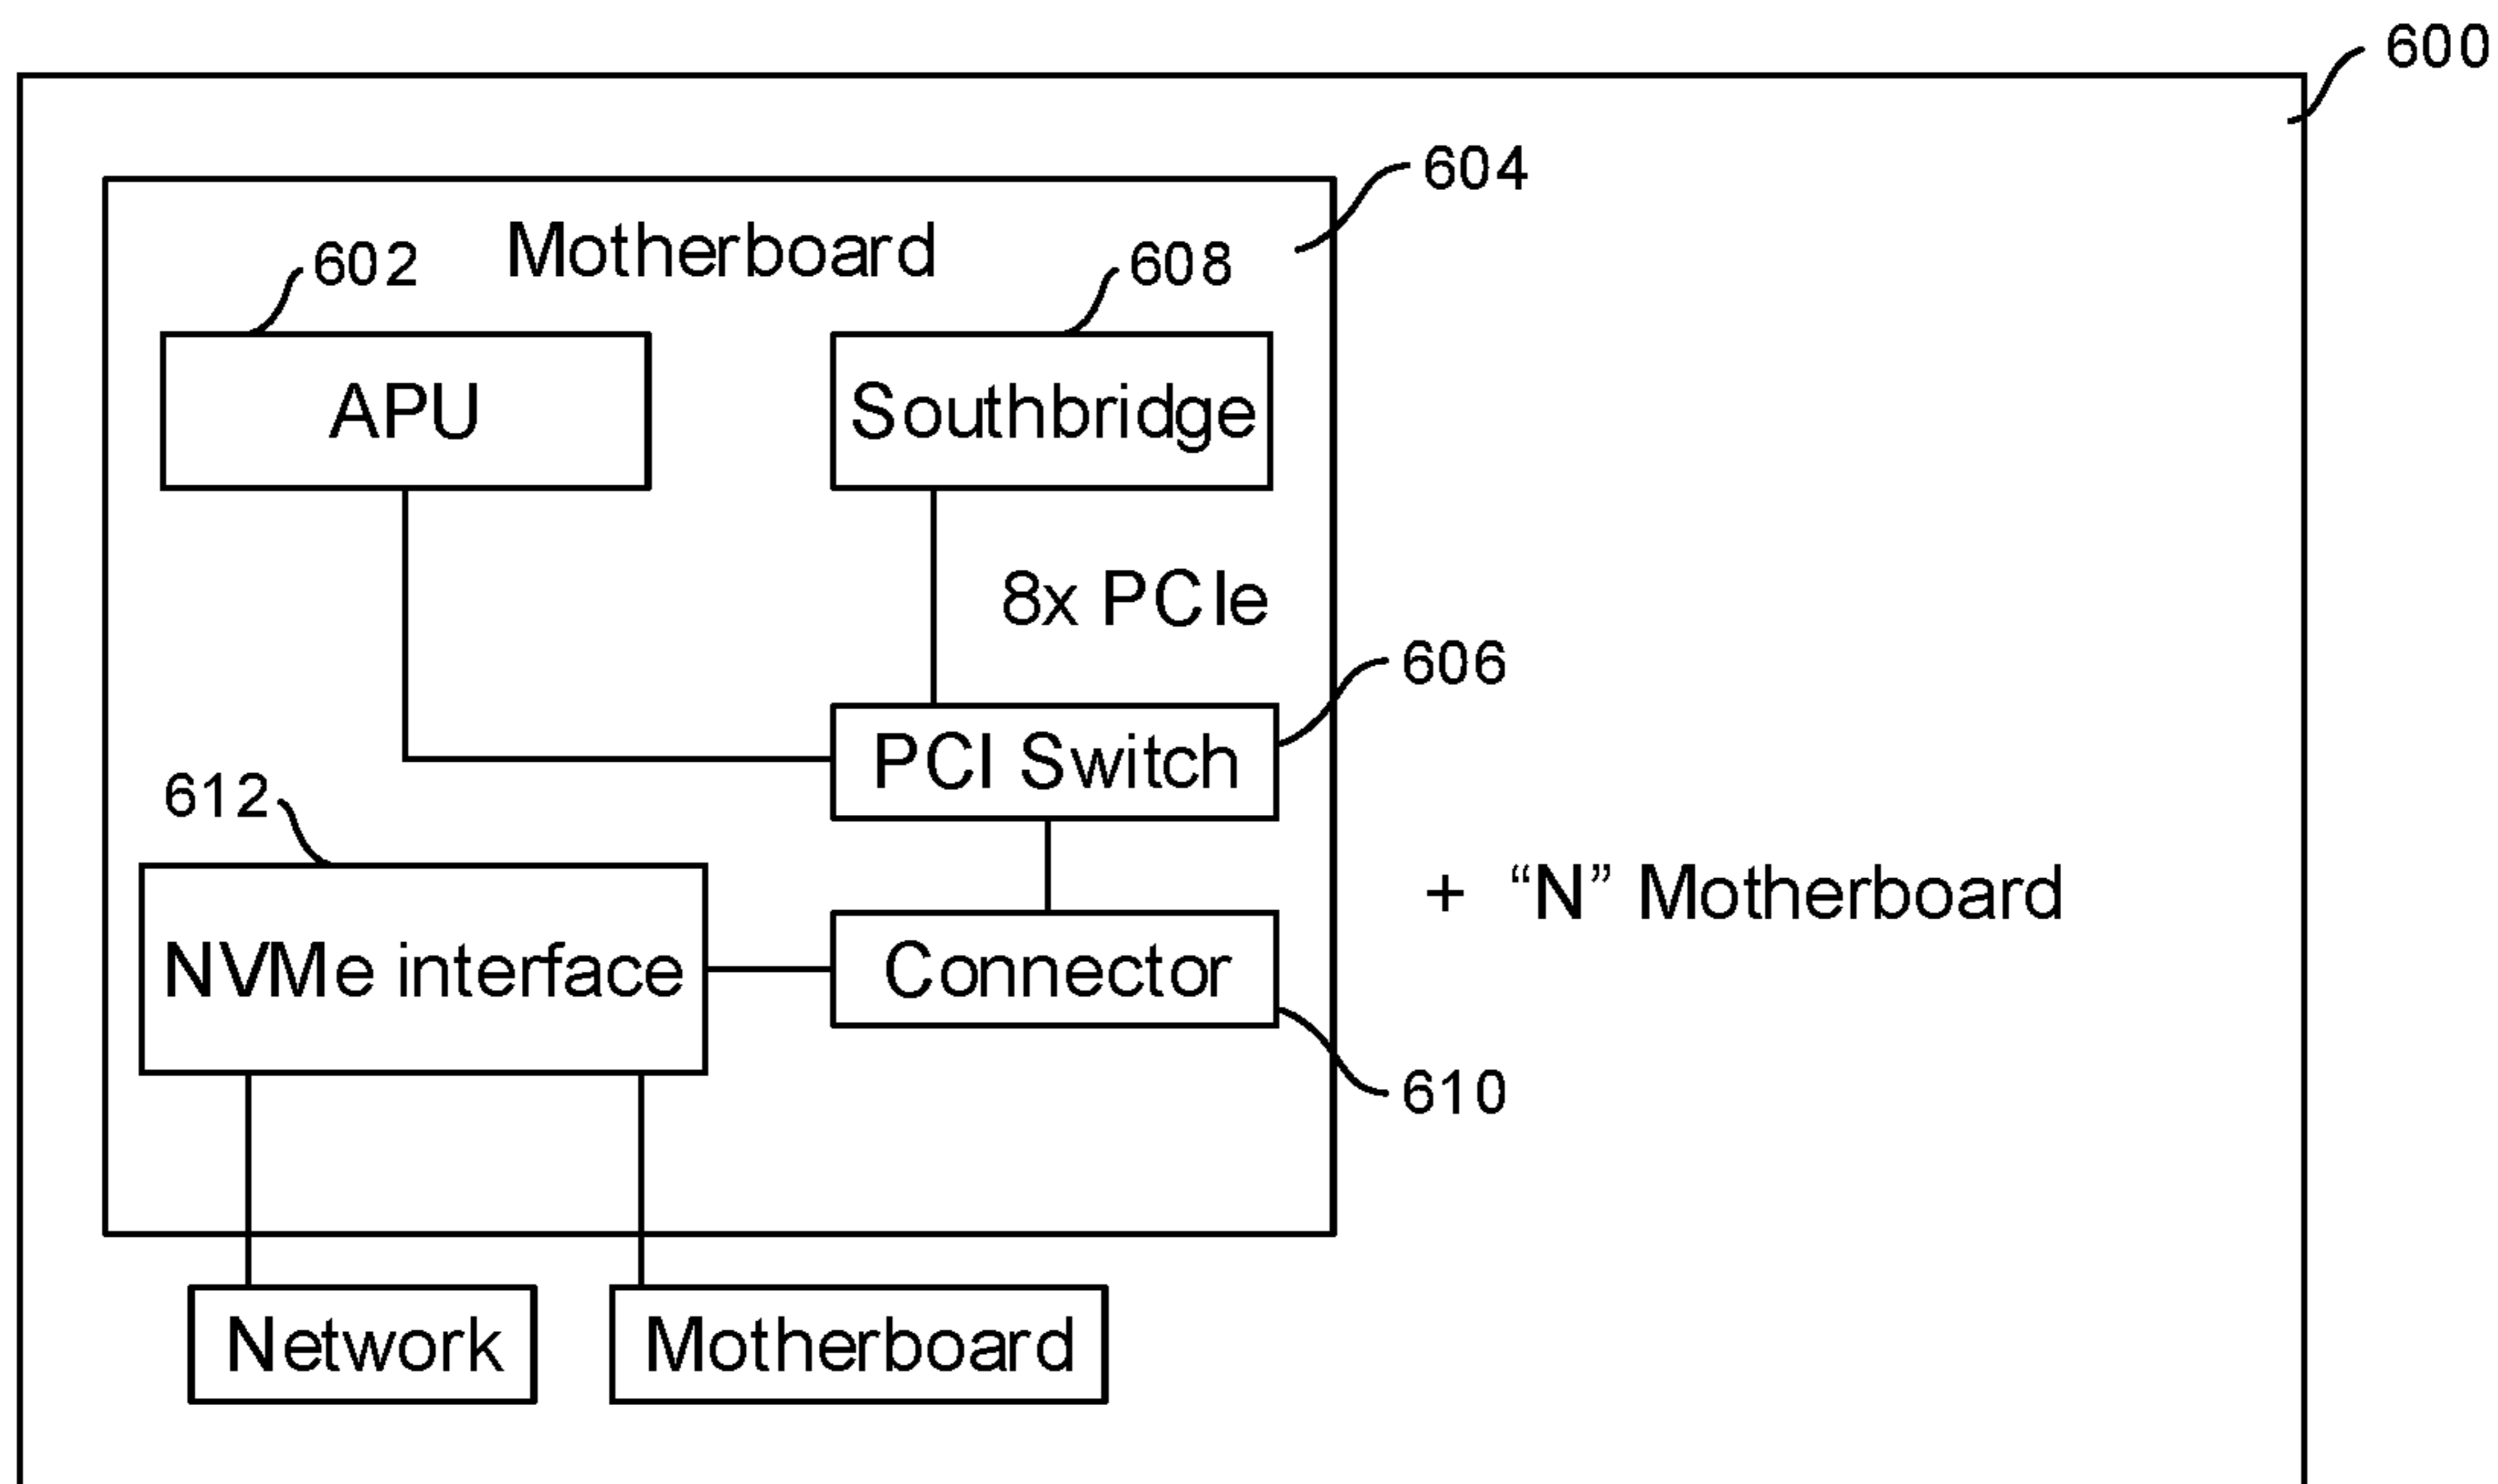 600
604
Motherboard
602
608
APU
Southbridge
8x PCIe
606
PCI Switch
612
+ “N” Motherboard
NVMe interface
Connector
610
Network
Motherboard